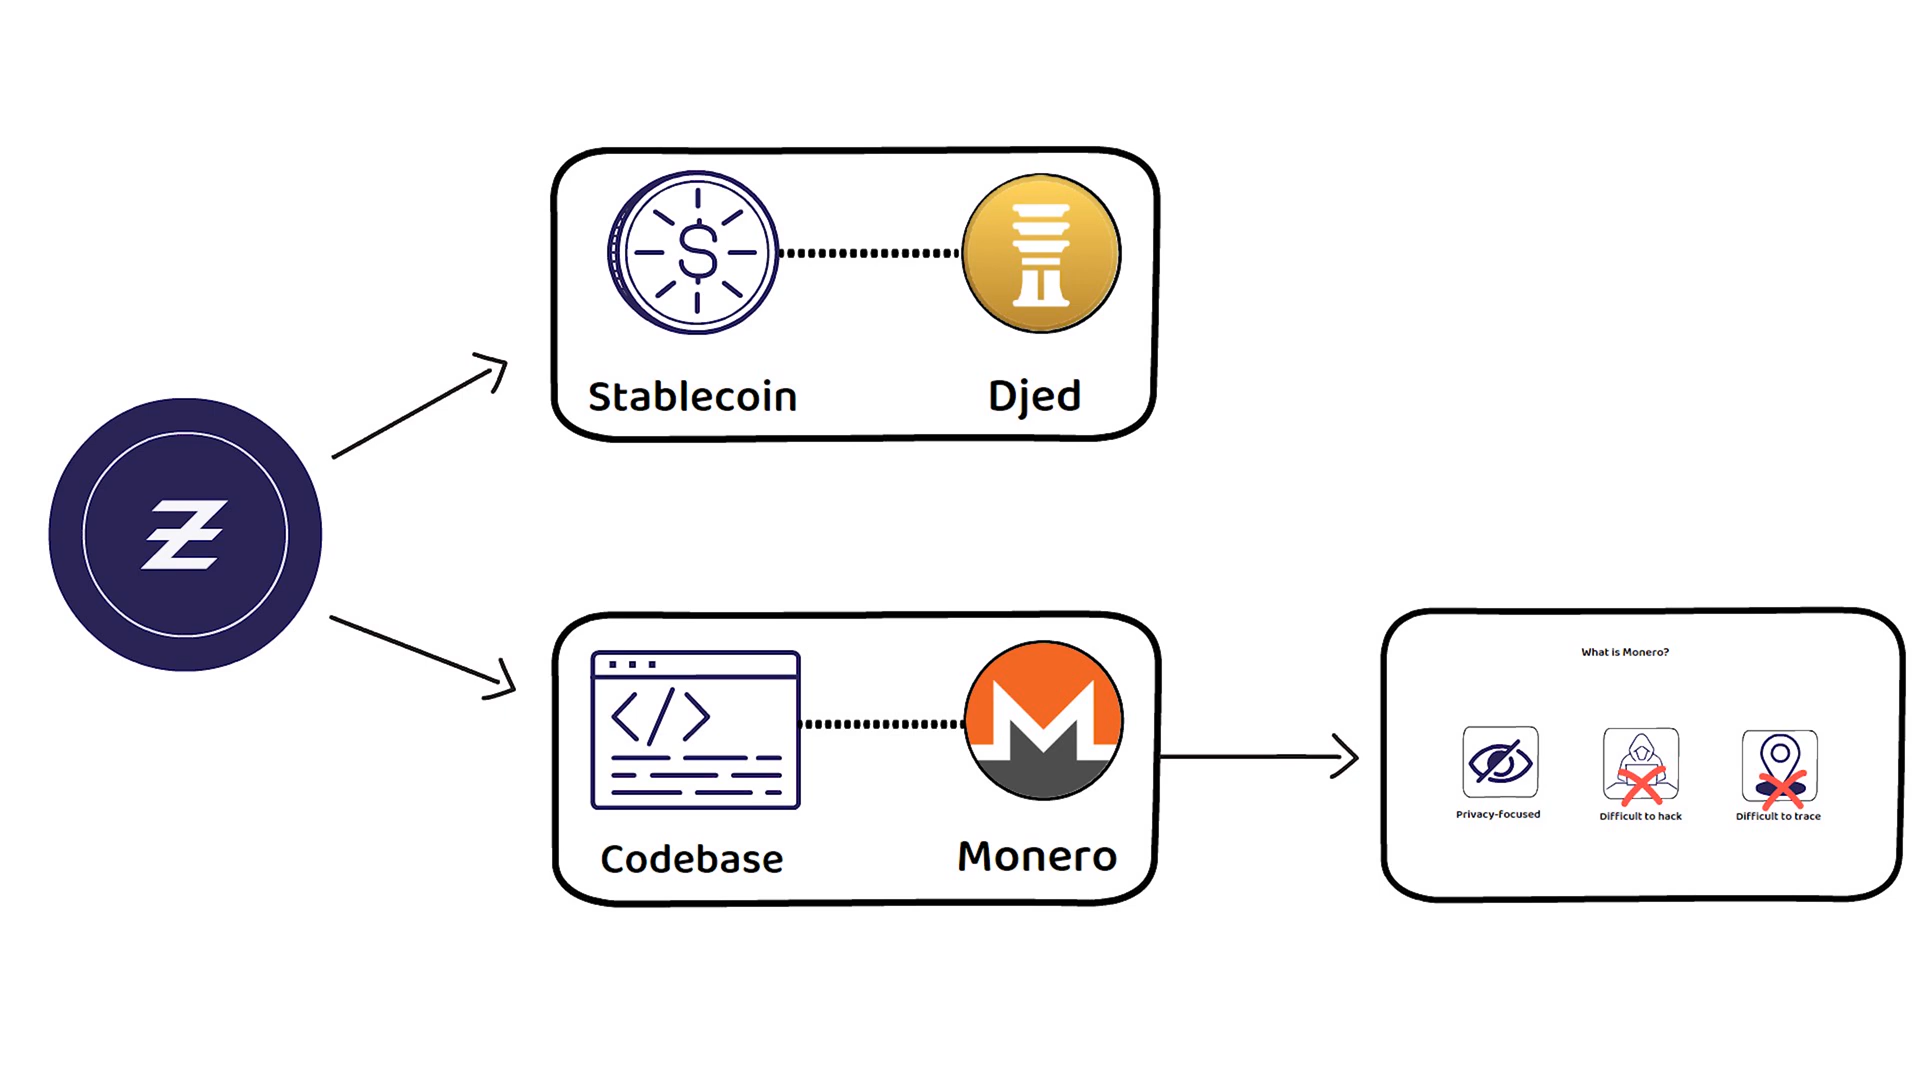 Stablecoin
Djed
Codebase
Monero
What is Monero?
Privacy-focused
Difficult to hack
Difficult to trace